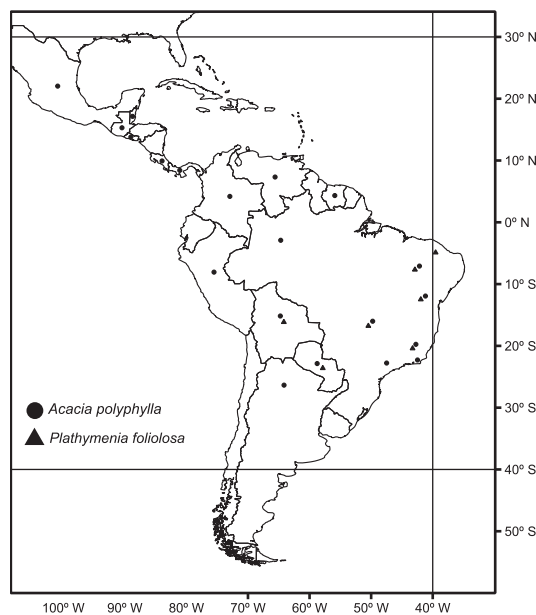 30º N
20º N
10º N
0º N
10º S
20º S
Acacia polyphylla
30º S
Plathymenia foliolosa
40º S
50º S
100º W 90º W 80º W 70º W 60º W 50º W 40º W